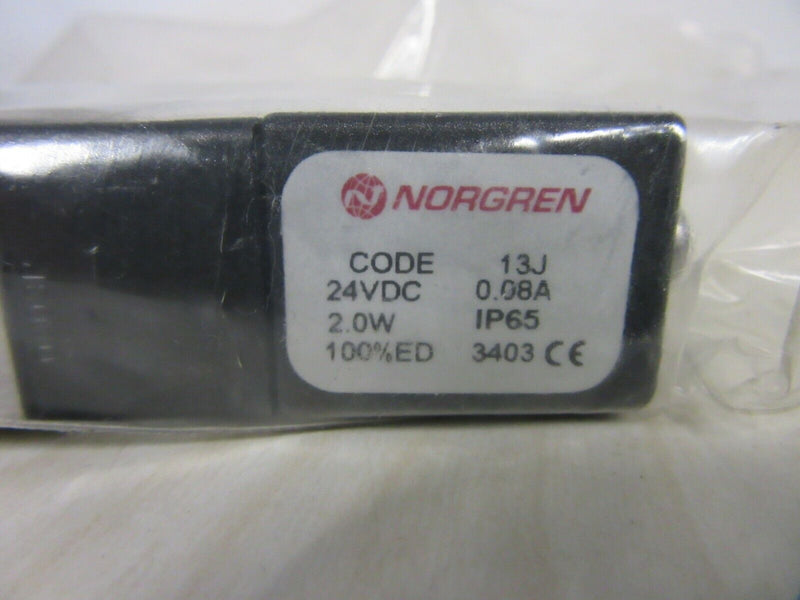 NORGREN
CODE 13J
24VDC 0.08A
2.0W IP65
100%ED 3403 CE